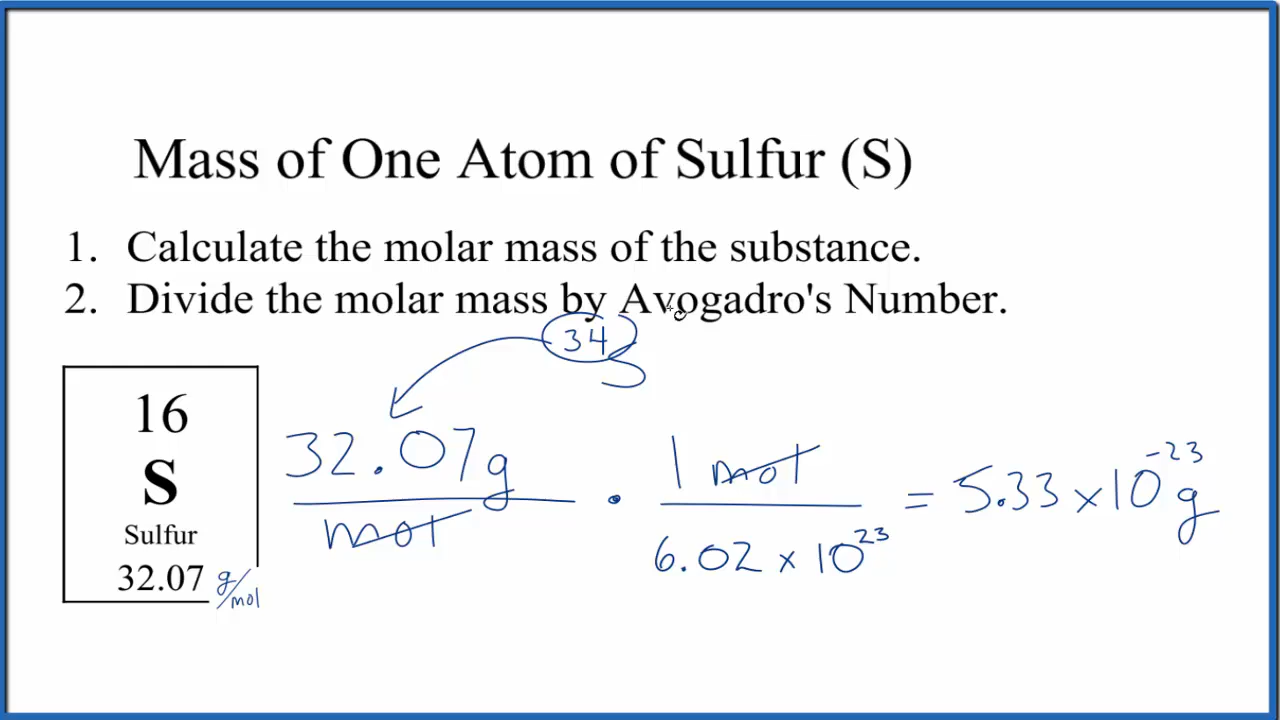 Mass of One Atom of Sulfur (S)
1. Calculate the molar mass of the substance.
2. Divide the molar mass by Avogadro's Number.
34
S
16
S
Sulfur
32.07 g/mol
32.07g / mol · 1 mol / 6.02 x 10²³ = 5.33 x 10⁻²³ g